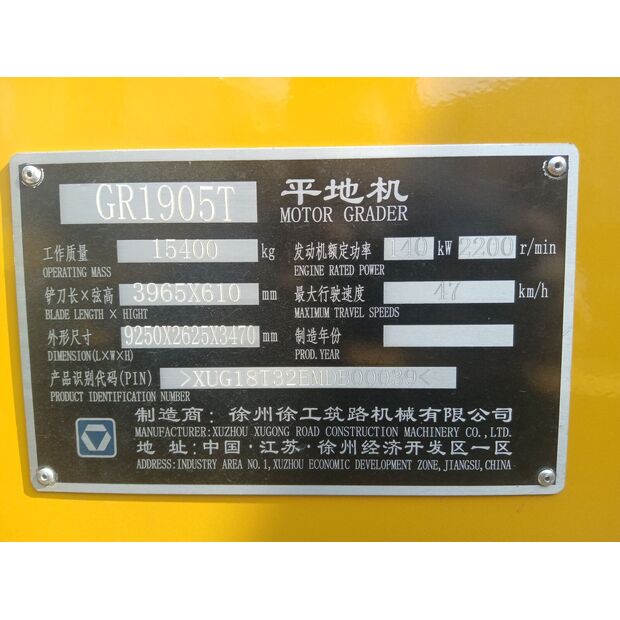 GR1905T 平地机
MOTOR GRADER
工作质量 15400 kg 发动机额定功率 140 kW 2200 r/min
OPERATING MASS ENGINE RATED POWER
铲刀长×弦高 3965X610 mm 最大行驶速度 47 km/h
BLADE LENGTH × HIGHT MAXIMUM TRAVEL SPEEDS
外形尺寸 9250X2625X3470 mm 制造年份
DIMENSION(L×W×H) PROD. YEAR
产品识别代码(PIN) >XUG18T32EMDB00039<
PRODUCT IDENTIFICATION NUMBER
制造商: 徐州徐工筑路机械有限公司
MANUFACTURER:XUZHOU XUGONG ROAD CONSTRUCTION MACHINERY CO., LTD.
地 址: 中国·江苏·徐州经济开发区一区
ADDRESS:INDUSTRY AREA NO. 1, XUZHOU ECONOMIC DEVELOPMENT ZONE, JIANGSU, CHINA